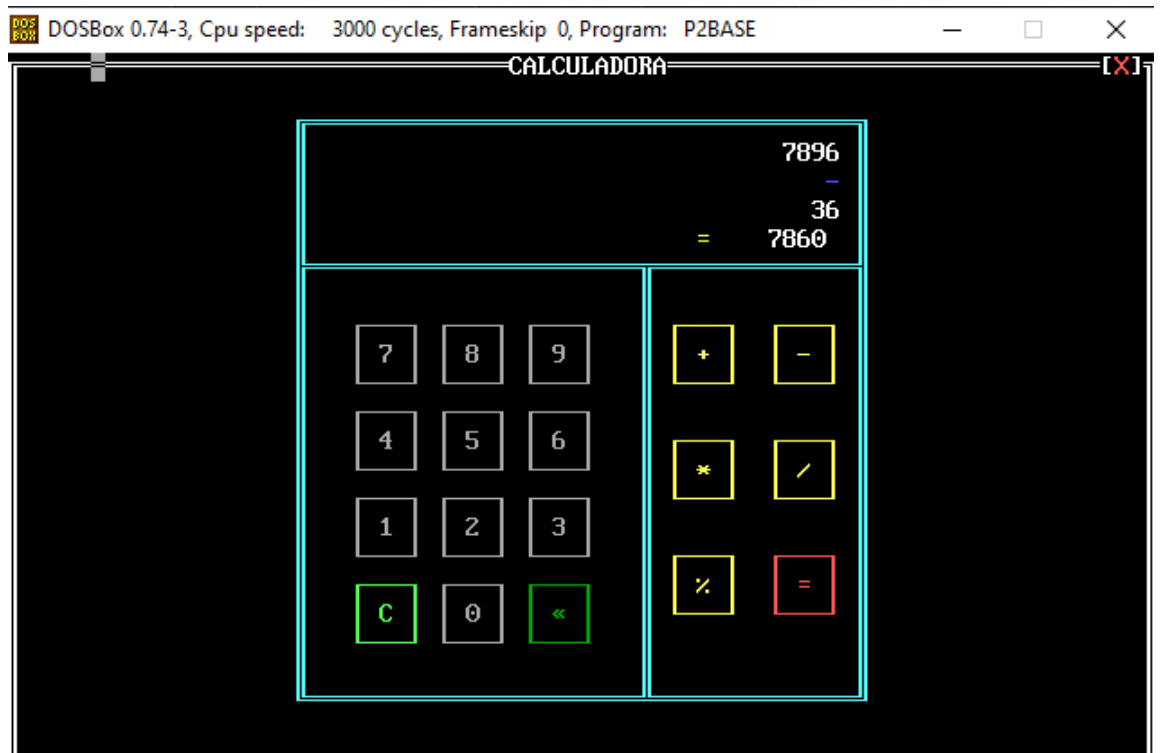 DOSBox 0.74-3, Cpu speed: 3000 cycles, Frameskip 0, Program: P2BASE
CALCULADORA [X]
7896
-
36
= 7860
7 8 9 + -
4 5 6 * /
1 2 3
% =
C 0 «